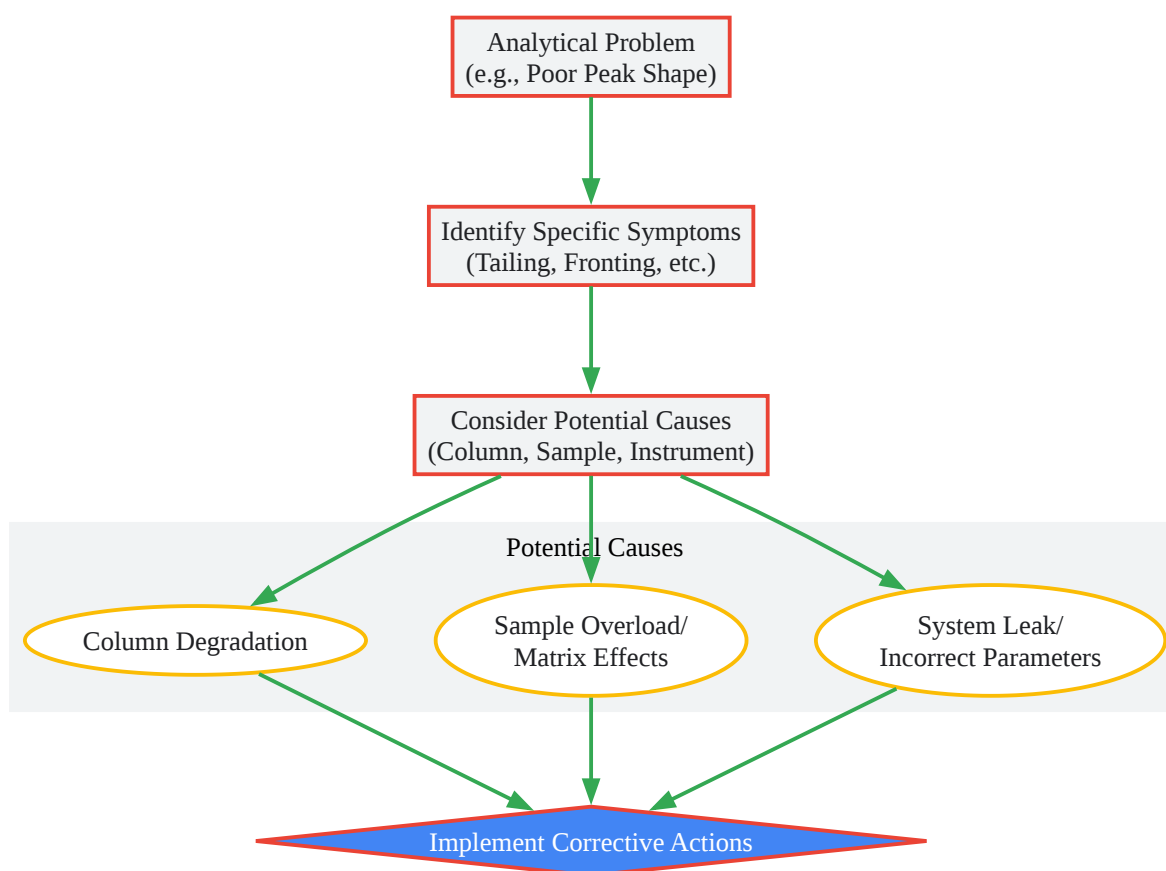 Analytical Problem
(e.g., Poor Peak Shape)
Identify Specific Symptoms
(Tailing, Fronting, etc.)
Consider Potential Causes
(Column, Sample, Instrument)
Potential Causes
Column Degradation
Sample Overload/
Matrix Effects
System Leak/
Incorrect Parameters
Implement Corrective Actions